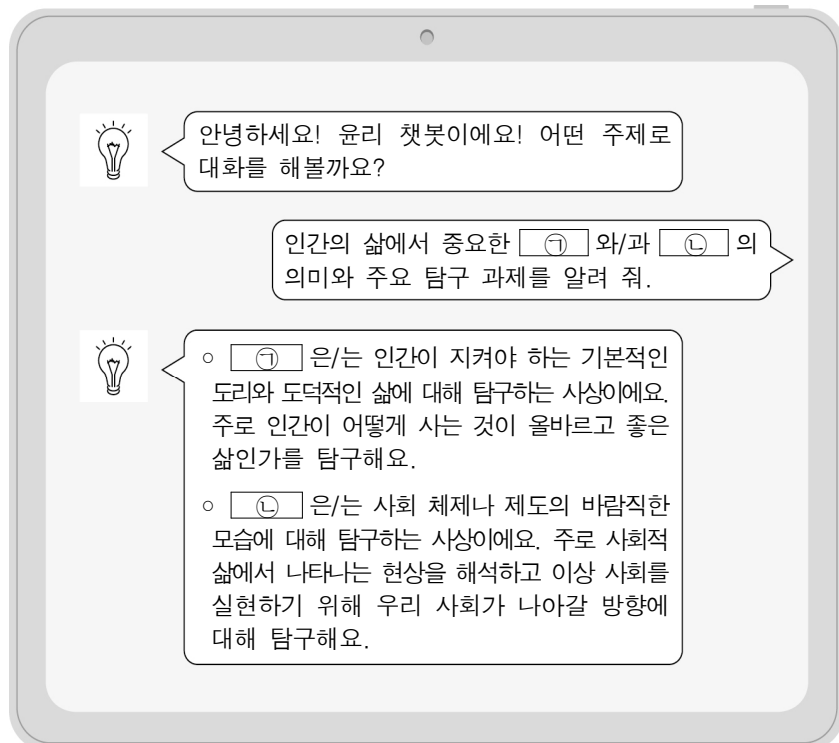 안녕하세요! 윤리 챗봇이에요! 어떤 주제로
대화를 해볼까요?
인간의 삶에서 중요한 ㉠ 와/과 ㉡ 의
의미와 주요 탐구 과제를 알려 줘.
◦ ㉠ 은/는 인간이 지켜야 하는 기본적인
도리와 도덕적인 삶에 대해 탐구하는 사상이에요.
주로 인간이 어떻게 사는 것이 올바르고 좋은
삶인가를 탐구해요.
◦ ㉡ 은/는 사회 체제나 제도의 바람직한
모습에 대해 탐구하는 사상이에요. 주로 사회적
삶에서 나타나는 현상을 해석하고 이상 사회를
실현하기 위해 우리 사회가 나아갈 방향에
대해 탐구해요.